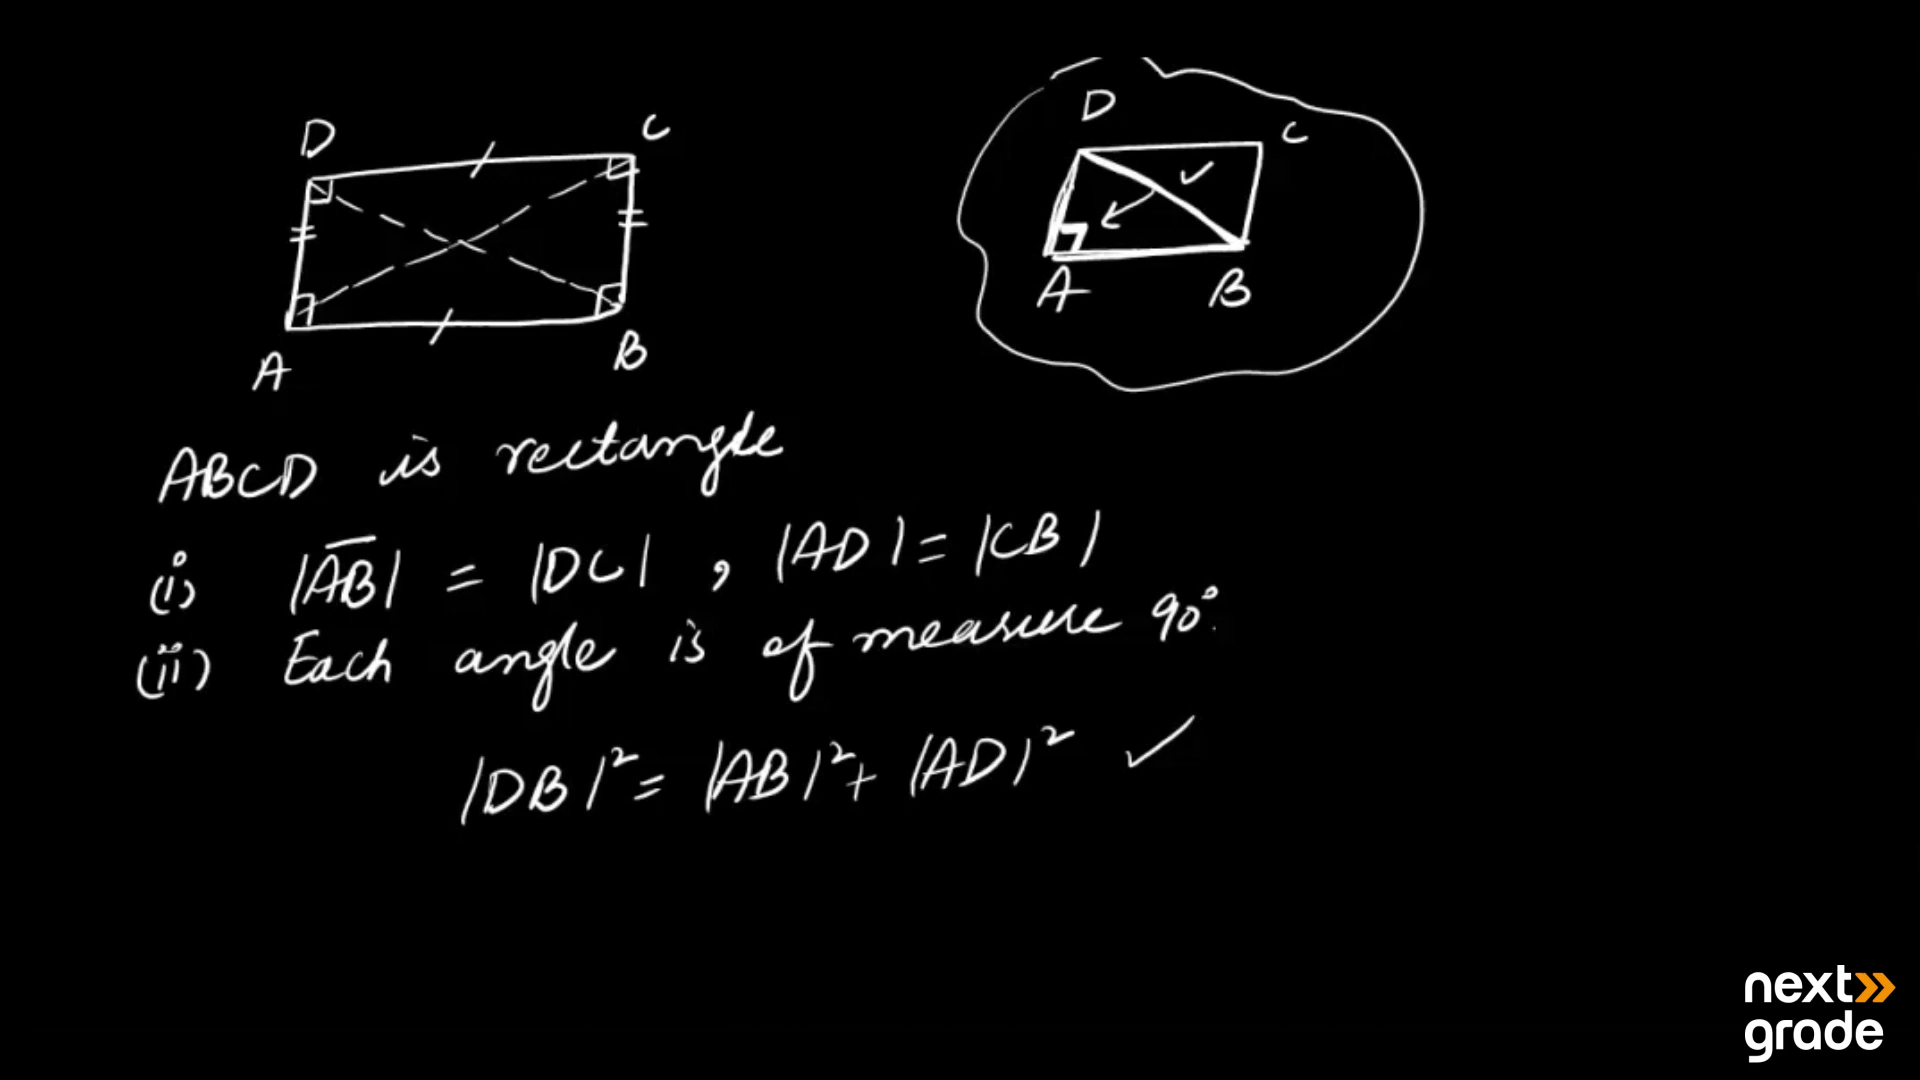 D C
A B
D C
A B
ABCD is rectangle
(i) |A̅B̅| = |DC| , |AD| = |CB|
(ii) Each angle is of measure 90°.
|DB|² = |AB|² + |AD|² ✓
next
grade